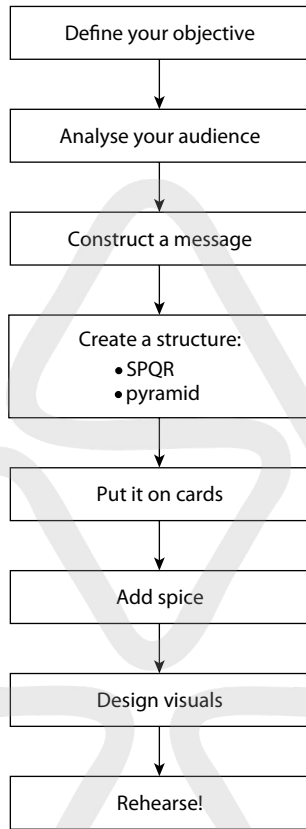 Define your objective
Analyse your audience
Construct a message
Create a structure:
• SPQR
• pyramid
Put it on cards
Add spice
Design visuals
Rehearse!